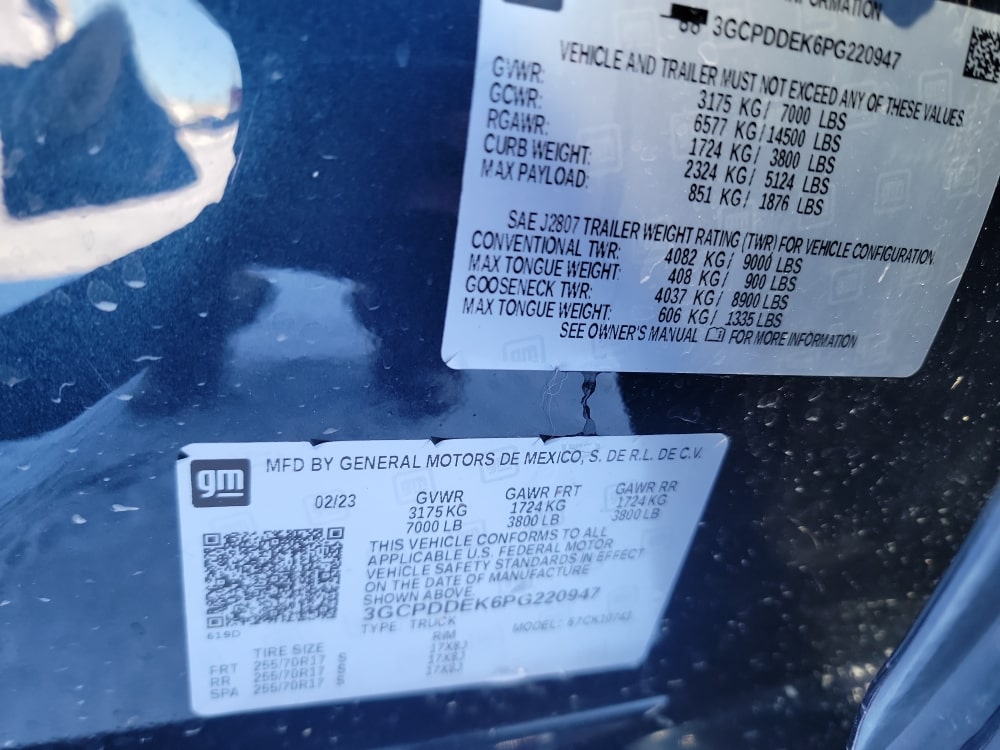 INFORMATION
3GCPDDEK6PG220947
VEHICLE AND TRAILER MUST NOT EXCEED ANY OF THESE VALUES.
GVWR: 3175 KG/ 7000 LBS
GCWR: 6577 KG/14500 LBS
RGAWR: 1724 KG/ 3800 LBS
CURB WEIGHT: 2324 KG/ 5124 LBS
MAX PAYLOAD: 851 KG/ 1876 LBS
SAE J2807 TRAILER WEIGHT RATING (TWR) FOR VEHICLE CONFIGURATION
CONVENTIONAL TWR: 4082 KG/ 9000 LBS
MAX TONGUE WEIGHT: 408 KG/ 900 LBS
GOOSENECK TWR: 4037 KG/ 8900 LBS
MAX TONGUE WEIGHT: 606 KG/ 1335 LBS
SEE OWNER'S MANUAL FOR MORE INFORMATION
gm MFD BY GENERAL MOTORS DE MEXICO, S. DE R.L. DE C.V.
02/23 GVWR GAWR FRT GAWR RR
3175 KG 1724 KG 1724 KG
7000 LB 3800 LB 3800 LB
THIS VEHICLE CONFORMS TO ALL
APPLICABLE U.S. FEDERAL MOTOR
VEHICLE SAFETY STANDARDS IN EFFECT
ON THE DATE OF MANUFACTURE
SHOWN ABOVE.
3GCPDDEK6PG220947
619D TYPE: TRUCK MODEL:
TIRE SIZE RIM
FRT 255/70R17 S 17X8J
RR 255/70R17 S 17X8J
SPA 255/70R17 S 17X8J